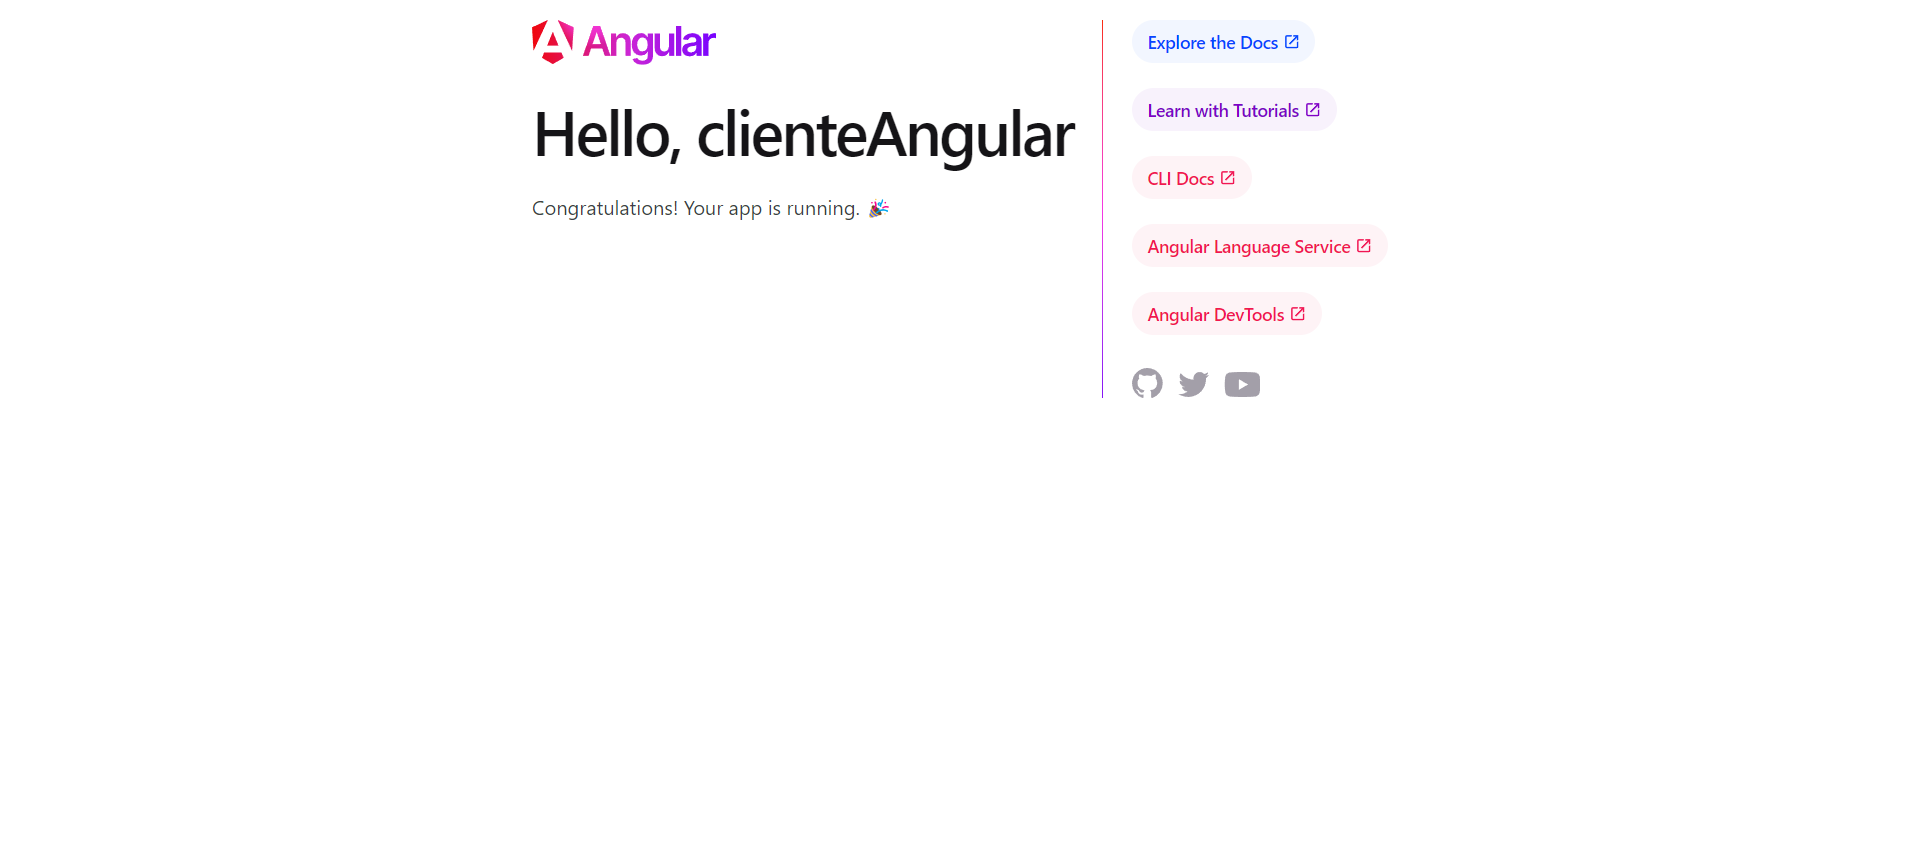 Angular
Hello, clienteAngular
Congratulations! Your app is running. 🎉
Explore the Docs
Learn with Tutorials
CLI Docs
Angular Language Service
Angular DevTools